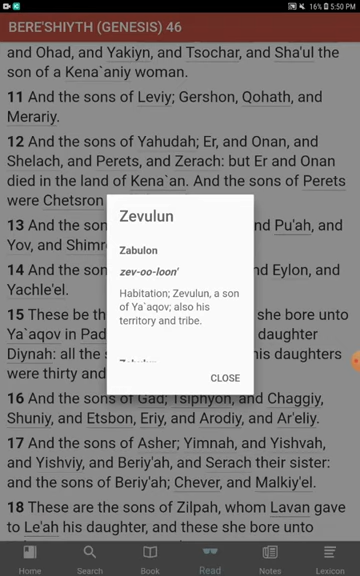 16% 5:50 PM
BERE'SHIYTH (GENESIS) 46
and Ohad, and Yakiyn, and Tsochar, and Sha'ul the
son of a Kena`aniy woman.
11 And the sons of Leviy; Gershon, Qohath, and
Merariy.
12 And the sons of Yahudah; Er, and Onan, and
Shelach, and Perets, and Zerach: but Er and Onan
died in the land of Kena`an. And the sons of Perets
were Chetsron
13 And the sons Pu'ah, and
Yov, and Shimr
14 And the sons Eylon, and
Yachle'el.
15 These be th she bore unto
Ya`aqov in Pad daughter
Diynah: all the s his daughters
were thirty and
Zevulun
Zabulon
zev-oo-loon'
Habitation; Zevulun, a son
of Ya`aqov; also his
territory and tribe.
CLOSE
16 And the sons of Gad; Tsiphyon, and Chaggiy,
Shuniy, and Etsbon, Eriy, and Arodiy, and Ar'eliy.
17 And the sons of Asher; Yimnah, and Yishvah,
and Yishviy, and Beriy'ah, and Serach their sister:
and the sons of Beriy'ah; Chever, and Malkiy'el.
18 These are the sons of Zilpah, whom Lavan gave
to Le'ah his daughter, and these she bore unto
Home Search Book Read Notes Lexicon